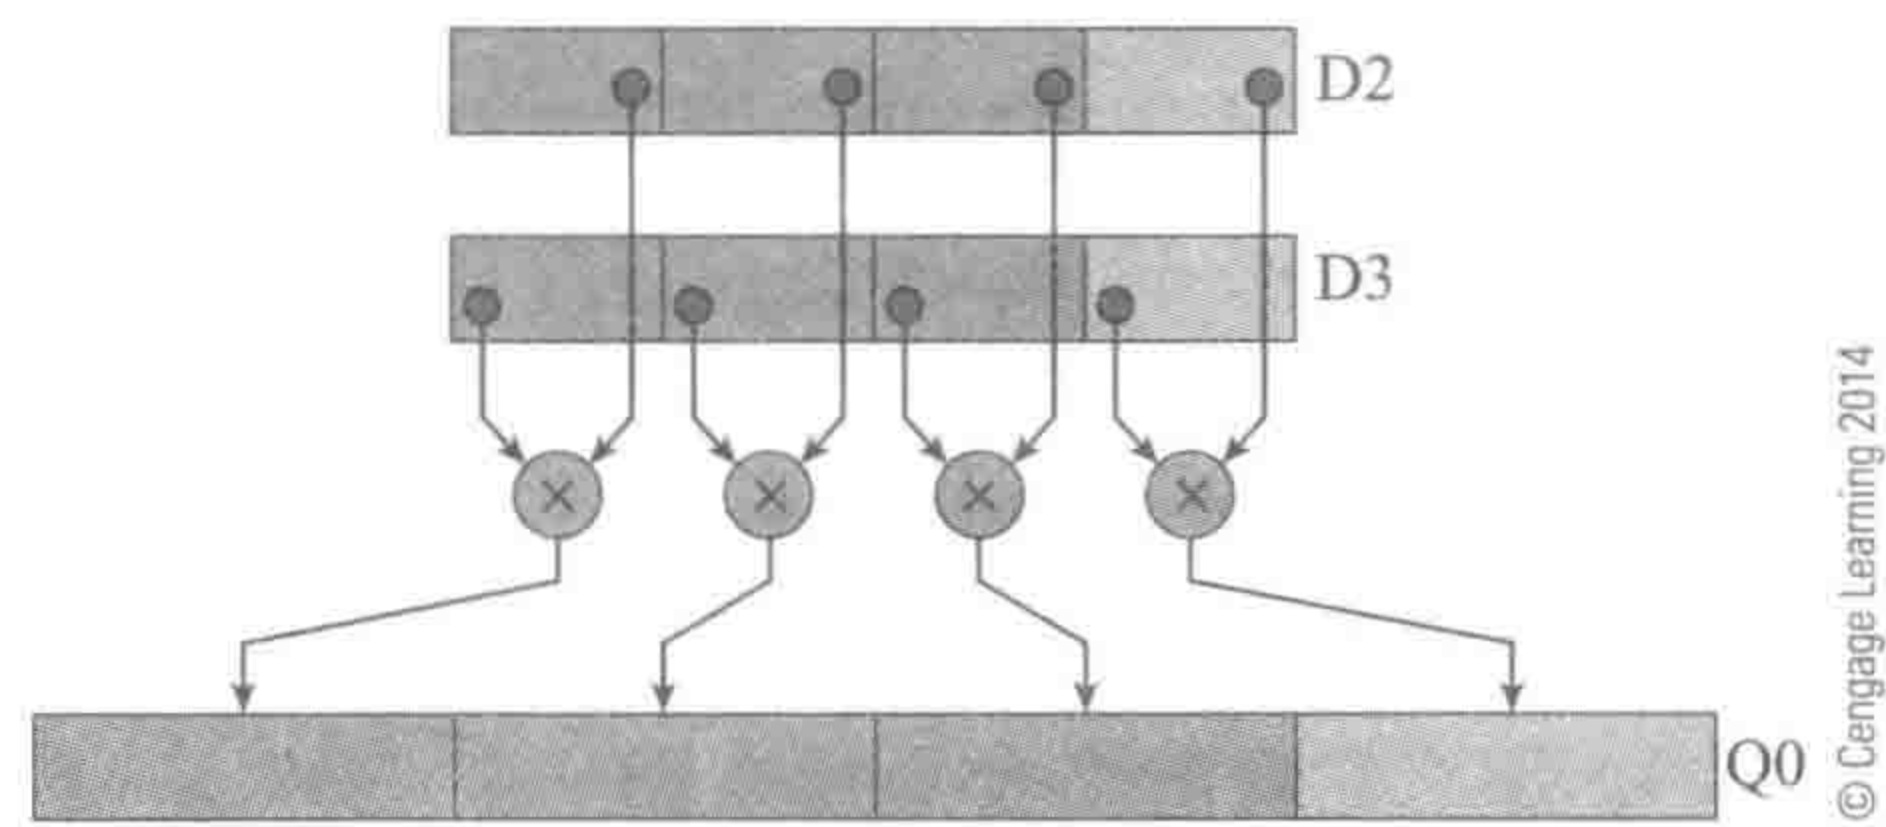 D2
D3
× × × ×
Q0
© Cengage Learning 2014